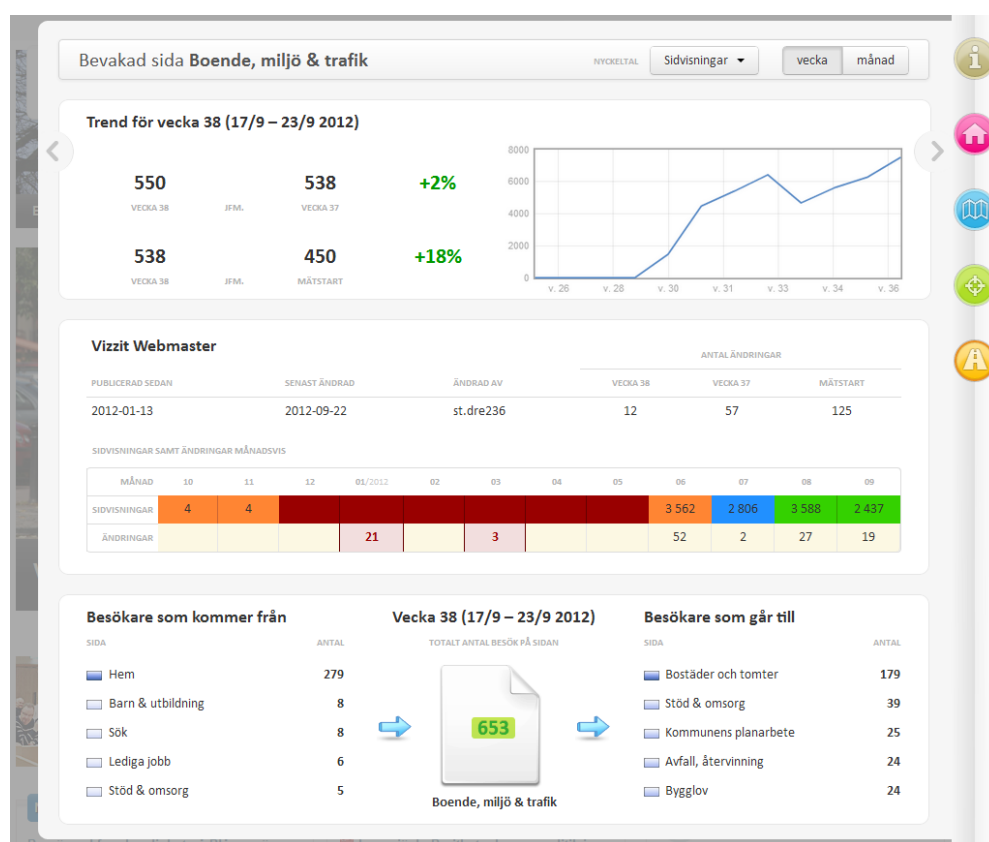 Bevakad sida Boende, miljö & trafik
NYCKELTAL Sidvisningar vecka månad
Trend för vecka 38 (17/9 – 23/9 2012)
550 538 +2%
VECKA 38 JFM. VECKA 37
538 450 +18%
VECKA 38 JFM. MÄTSTART
8000
6000
4000
2000
0
v. 26 v. 28 v. 30 v. 31 v. 33 v. 34 v. 36
Vizzit Webmaster
ANTAL ÄNDRINGAR
PUBLICERAD SEDAN SENAST ÄNDRAD ÄNDRAD AV VECKA 38 VECKA 37 MÄTSTART
2012-01-13 2012-09-22 st.dre236 12 57 125
SIDVISNINGAR SAMT ÄNDRINGAR MÅNADSVIS
MÅNAD 10 11 12 01/2012 02 03 04 05 06 07 08 09
SIDVISNINGAR 4 4 3 562 2 806 3 588 2 437
ÄNDRINGAR 21 3 52 2 27 19
Besökare som kommer från
SIDA ANTAL
Hem 279
Barn & utbildning 8
Sök 8
Lediga jobb 6
Stöd & omsorg 5
Vecka 38 (17/9 – 23/9 2012)
TOTALT ANTAL BESÖK PÅ SIDAN
653
Boende, miljö & trafik
Besökare som går till
SIDA ANTAL
Bostäder och tomter 179
Stöd & omsorg 39
Kommunens planarbete 25
Avfall, återvinning 24
Bygglov 24